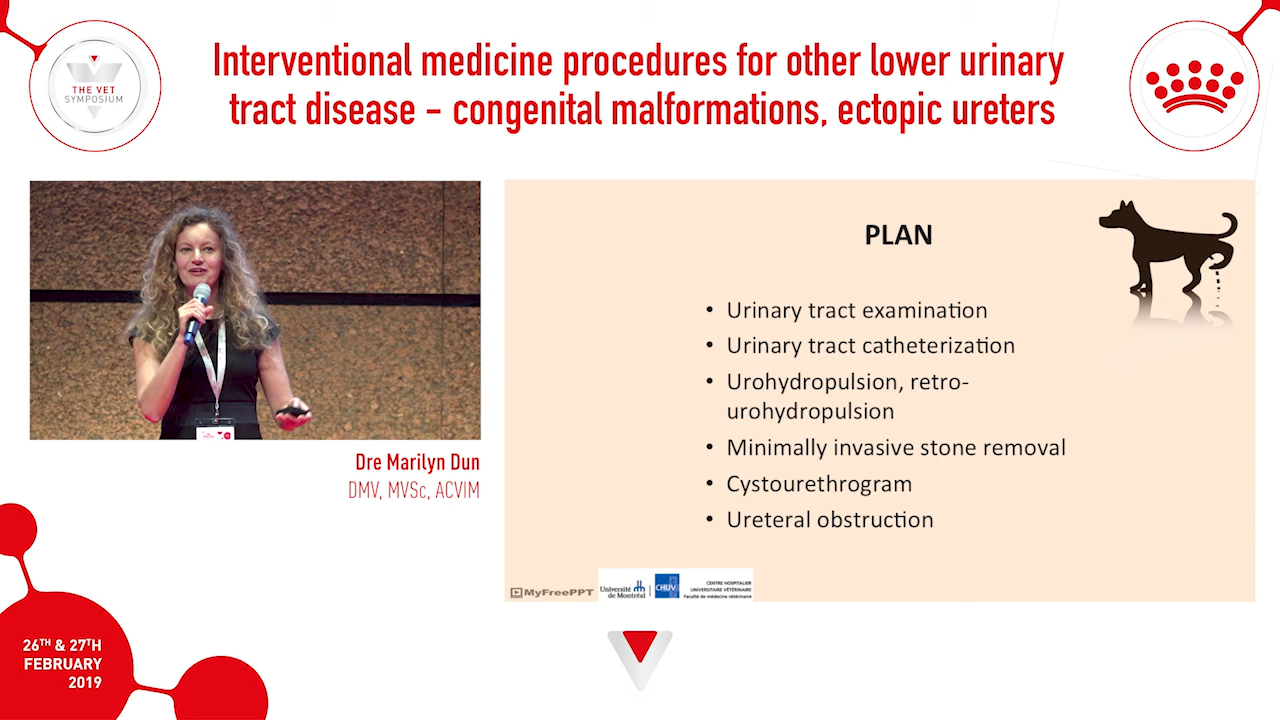 Interventional medicine procedures for other lower urinary
tract disease – congenital malformations, ectopic ureters
THE VET
SYMPOSIUM
Dre Marilyn Dun
DMV, MVSc, ACVIM
PLAN
• Urinary tract examination
• Urinary tract catheterization
• Urohydropulsion, retro-
urohydropulsion
• Minimally invasive stone removal
• Cystourethrogram
• Ureteral obstruction
MyFreePPT
Université
de Montréal
CHUV
CENTRE HOSPITALIER
UNIVERSITAIRE VÉTÉRINAIRE
Faculté de médecine vétérinaire
26TH & 27TH
FEBRUARY
2019